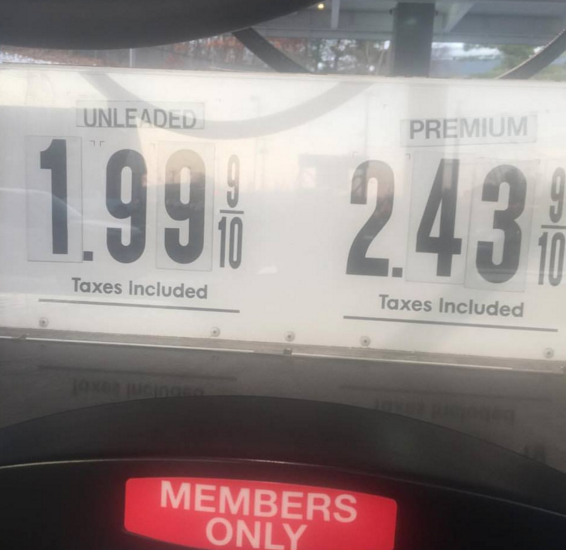 UNLEADED
1.99 9/10
Taxes Included
PREMIUM
2.43 9/10
Taxes Included
MEMBERS
ONLY